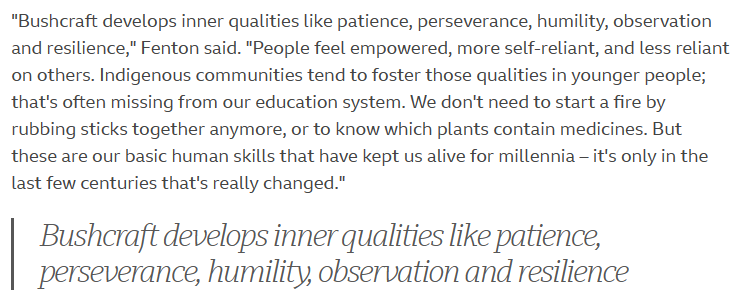 "Bushcraft develops inner qualities like patience, perseverance, humility, observation
and resilience," Fenton said. "People feel empowered, more self-reliant, and less reliant
on others. Indigenous communities tend to foster those qualities in younger people;
that's often missing from our education system. We don't need to start a fire by
rubbing sticks together anymore, or to know which plants contain medicines. But
these are our basic human skills that have kept us alive for millennia – it's only in the
last few centuries that's really changed."
Bushcraft develops inner qualities like patience,
perseverance, humility, observation and resilience